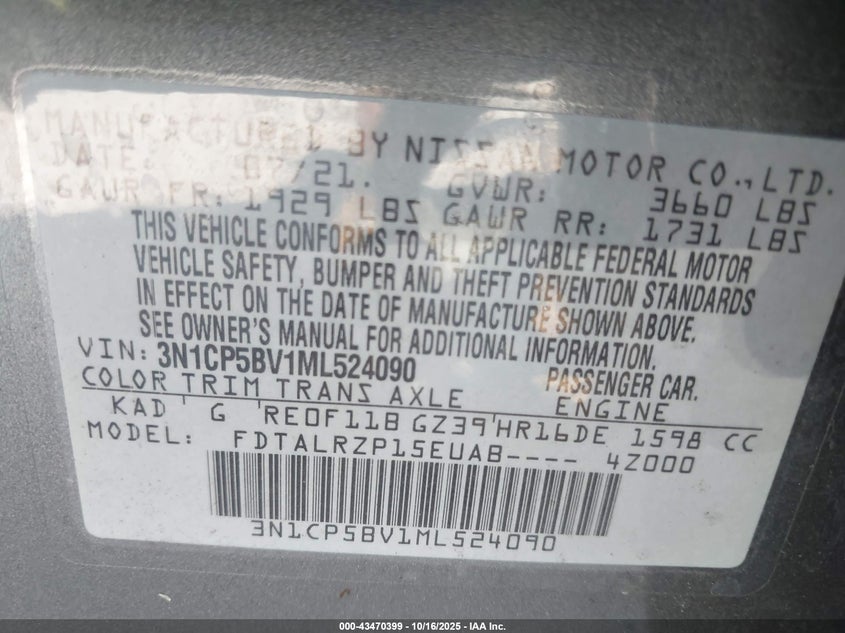 MANUFACTURED BY NISSAN MOTOR CO., LTD.
DATE: 07/21. GVWR: 3660 LBS
GAWR FR: 1929 LBS GAWR RR: 1731 LBS
THIS VEHICLE CONFORMS TO ALL APPLICABLE FEDERAL MOTOR
VEHICLE SAFETY, BUMPER AND THEFT PREVENTION STANDARDS
IN EFFECT ON THE DATE OF MANUFACTURE SHOWN ABOVE.
SEE OWNER'S MANUAL FOR ADDITIONAL INFORMATION.
VIN: 3N1CP5BV1ML524090 PASSENGER CAR.
COLOR TRIM TRANS AXLE ENGINE
KAD G RE0F11B GZ39 HR16DE 1598 CC
MODEL: FDTALRZP15EUAB---- 4Z000
3N1CP5BV1ML524090
000-43470399 | 10/16/2025 | IAA Inc.